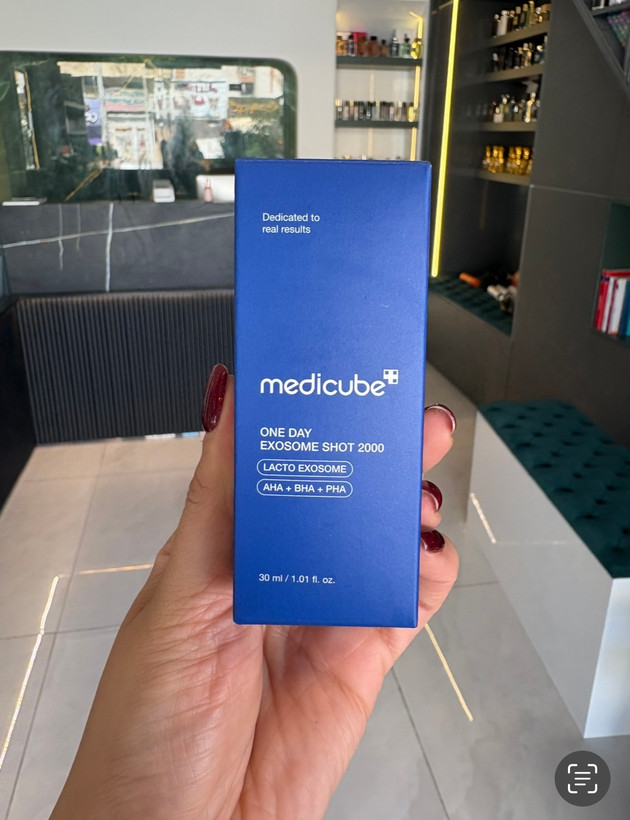 Dedicated to
real results
medicube
ONE DAY
EXOSOME SHOT 2000
LACTO EXOSOME
AHA + BHA + PHA
30 ml / 1.01 fl. oz.